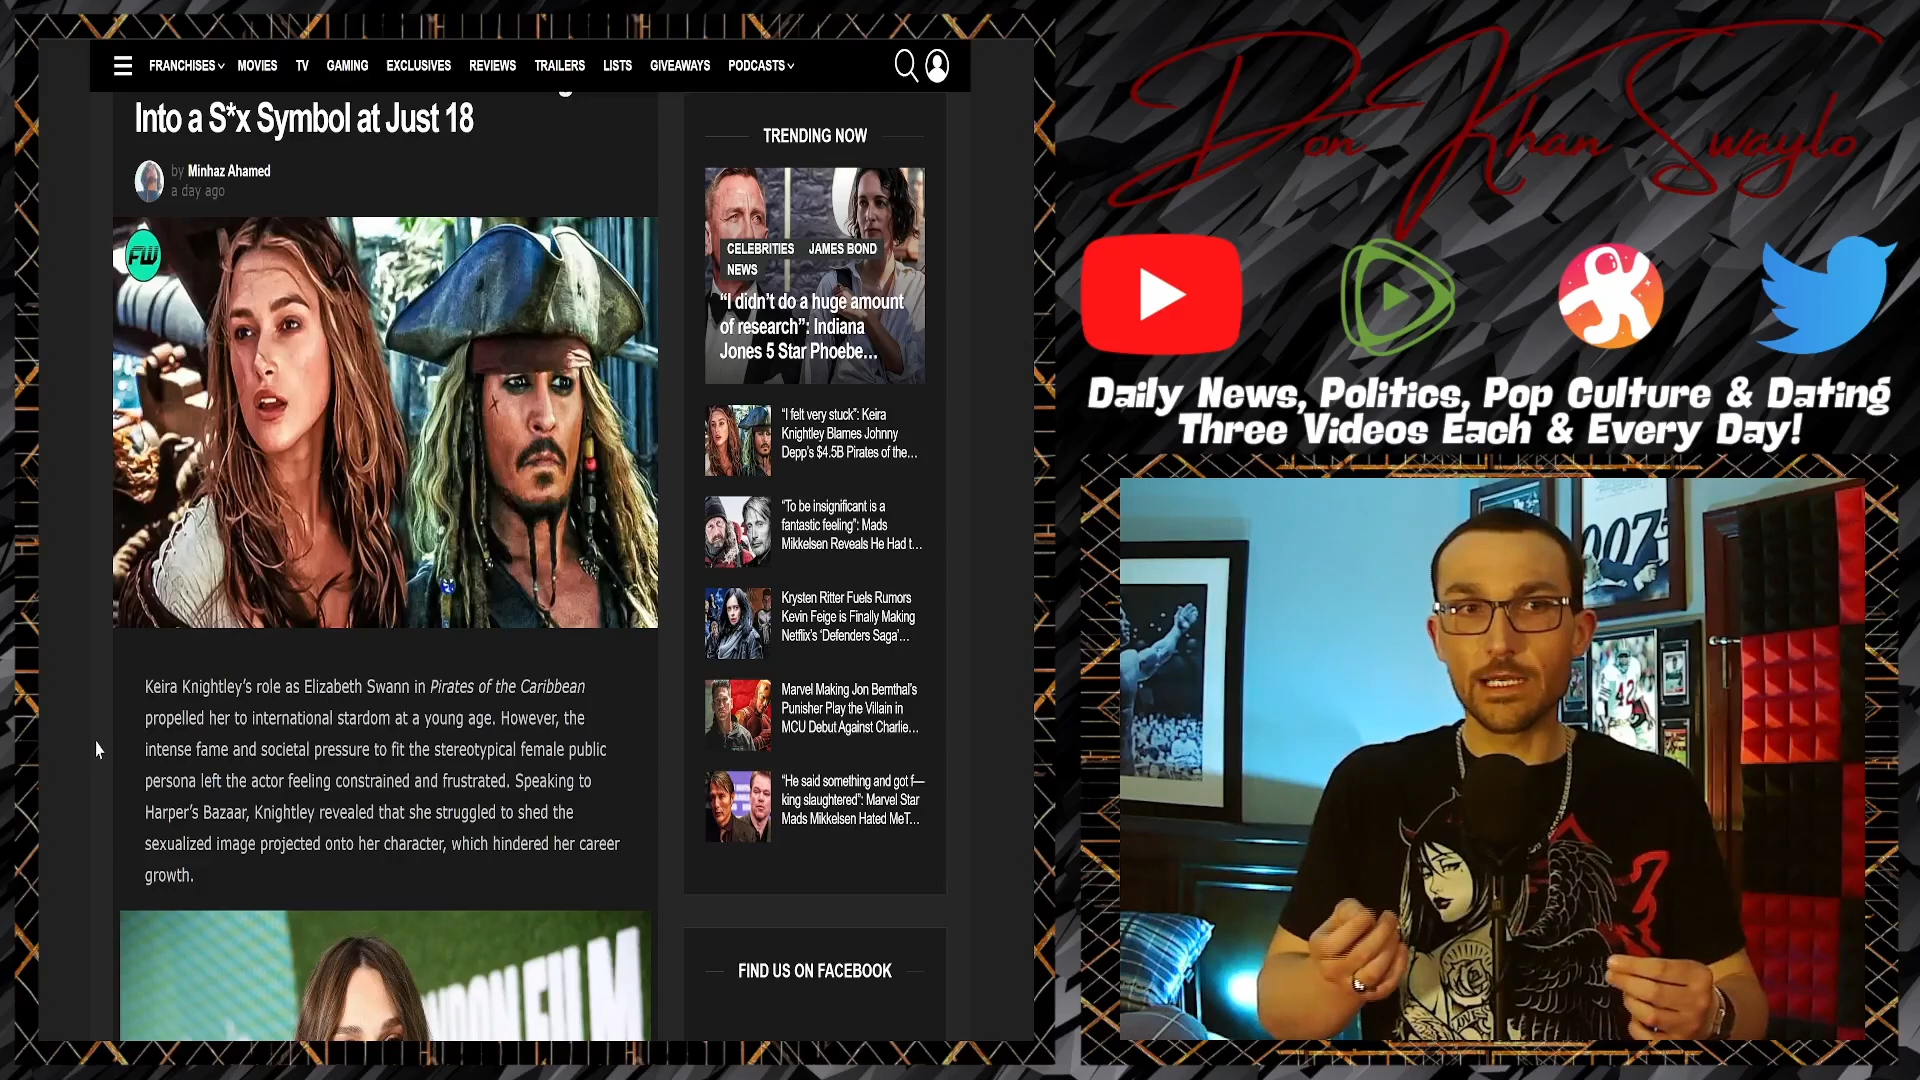 FRANCHISES MOVIES TV GAMING EXCLUSIVES REVIEWS TRAILERS LISTS GIVEAWAYS PODCASTS
Into a S*x Symbol at Just 18
by Minhaz Ahamed
a day ago
FW
Keira Knightley’s role as Elizabeth Swann in Pirates of the Caribbean
propelled her to international stardom at a young age. However, the
intense fame and societal pressure to fit the stereotypical female public
persona left the actor feeling constrained and frustrated. Speaking to
Harper’s Bazaar, Knightley revealed that she struggled to shed the
sexualized image projected onto her character, which hindered her career
growth.
TRENDING NOW
CELEBRITIES JAMES BOND
NEWS
“I didn’t do a huge amount
of research”: Indiana
Jones 5 Star Phoebe...
“I felt very stuck”: Keira
Knightley Blames Johnny
Depp’s $4.5B Pirates of the...
“To be insignificant is a
fantastic feeling”: Mads
Mikkelsen Reveals He Had t...
Krysten Ritter Fuels Rumors
Kevin Feige is Finally Making
Netflix’s ‘Defenders Saga’...
Marvel Making Jon Bernthal’s
Punisher Play the Villain in
MCU Debut Against Charlie...
“He said something and got f—
king slaughtered”: Marvel Star
Mads Mikkelsen Hated MeT...
FIND US ON FACEBOOK
Don Khan Swaylo
Daily News, Politics, Pop Culture & Dating
Three Videos Each & Every Day!
007
42